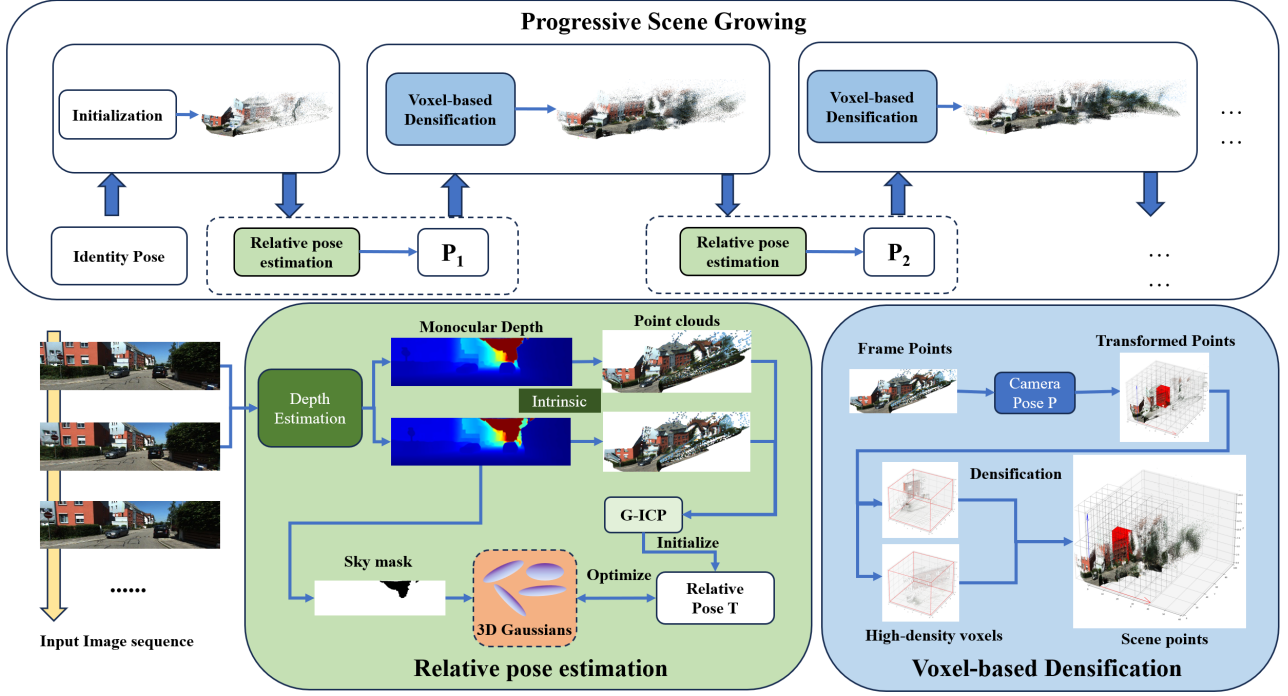 Progressive Scene Growing
Initialization
Voxel-based
Densification
Voxel-based
Densification
... 
...
Identity Pose
Relative pose
estimation
P1
Relative pose
estimation
P2
...
...
Monocular Depth
Point clouds
Depth
Estimation
Intrinsic
G-ICP
Initialize
Sky mask
Optimize
3D Gaussians
Relative
Pose T
......
Input Image sequence
Relative pose estimation
Frame Points
Transformed Points
Camera
Pose P
Densification
High-density voxels
Scene points
Voxel-based Densification